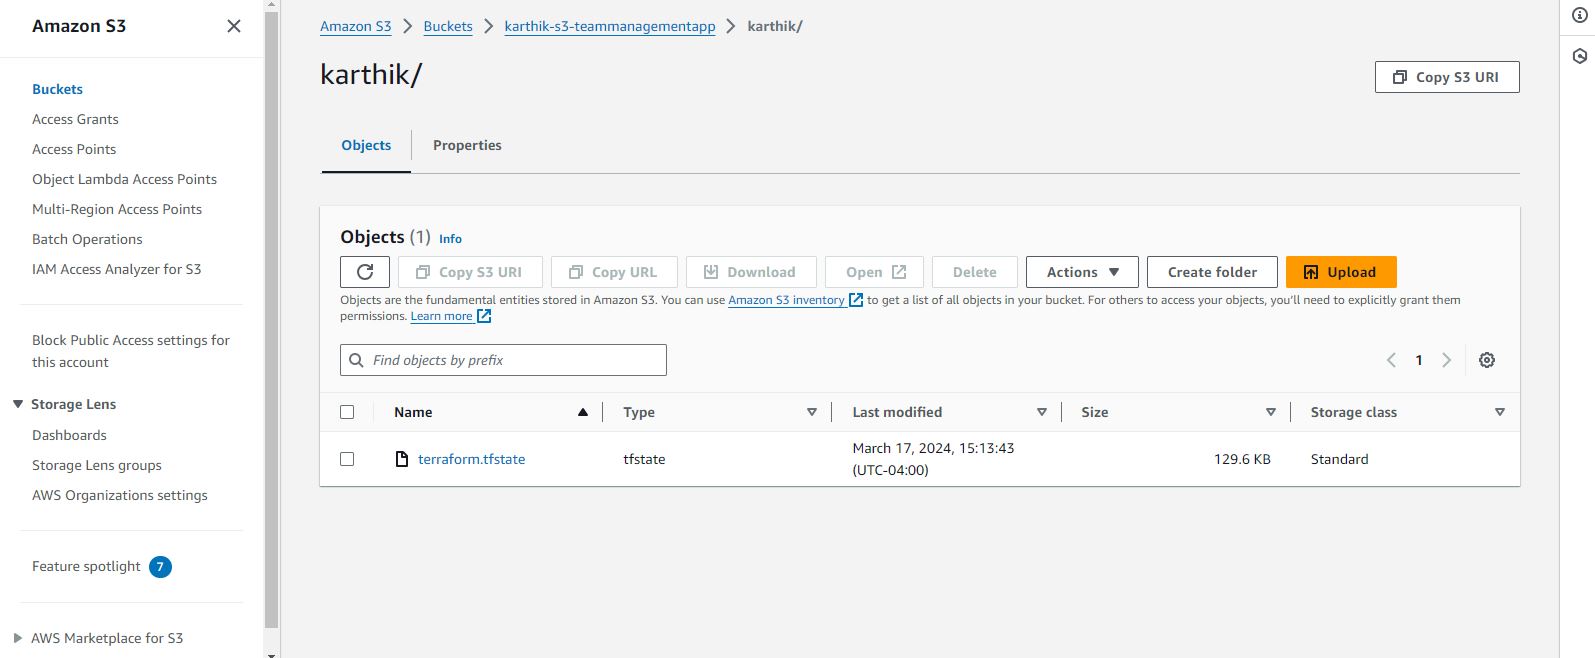 Amazon S3
Buckets
Access Grants
Access Points
Object Lambda Access Points
Multi-Region Access Points
Batch Operations
IAM Access Analyzer for S3
Block Public Access settings for
this account
Storage Lens
Dashboards
Storage Lens groups
AWS Organizations settings
Feature spotlight 7
AWS Marketplace for S3
Amazon S3 Buckets karthik-s3-teammanagementapp karthik/
karthik/
Copy S3 URI
Objects Properties
Objects (1) Info
Copy S3 URI Copy URL Download Open Delete Actions Create folder Upload
Objects are the fundamental entities stored in Amazon S3. You can use Amazon S3 inventory to get a list of all objects in your bucket. For others to access your objects, you'll need to explicitly grant them
permissions. Learn more
Find objects by prefix
1
Name Type Last modified Size Storage class
terraform.tfstate tfstate March 17, 2024, 15:13:43 129.6 KB Standard
(UTC-04:00)